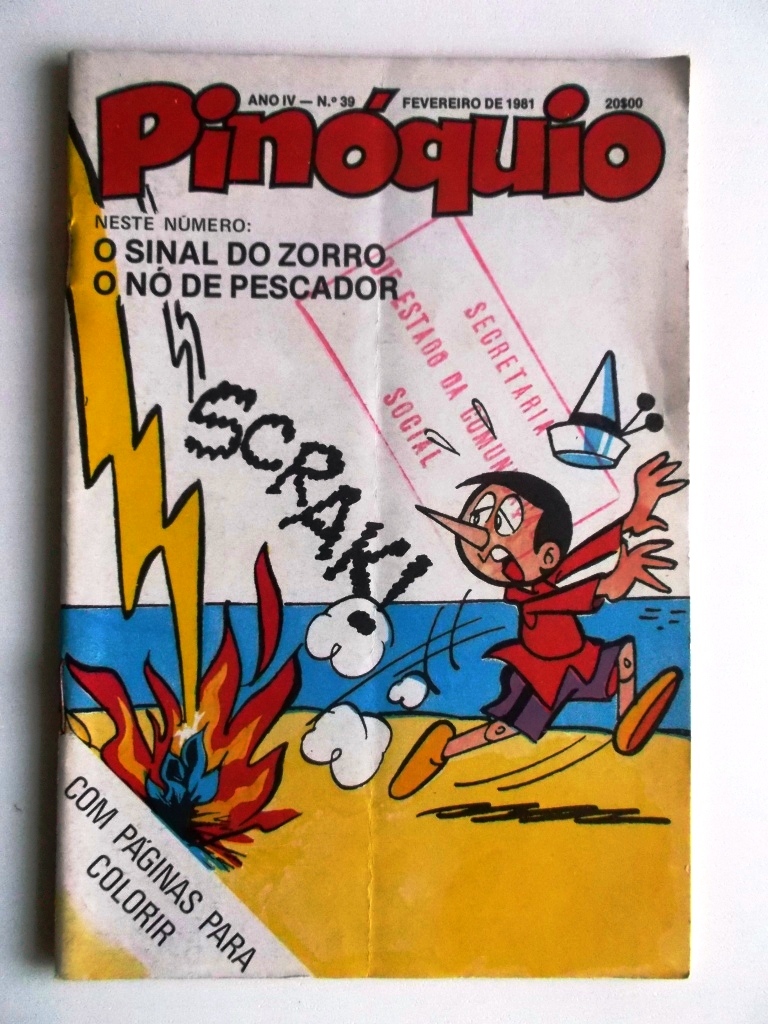 ANO IV — N.º 39 FEVEREIRO DE 1981 20$00
Pinóquio
NESTE NÚMERO:
O SINAL DO ZORRO
O NÓ DE PESCADOR
SECRETARIA
DE ESTADO DA COMUN
SOCIAL
SCRAK!
COM PÁGINAS PARA
COLORIR